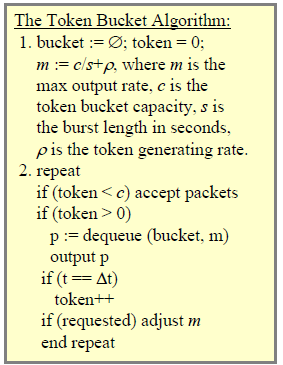 The Token Bucket Algorithm:
1. bucket := ∅; token = 0;
m := c/s+ρ, where m is the
max output rate, c is the
token bucket capacity, s is
the burst length in seconds,
ρ is the token generating rate.
2. repeat
if (token < c) accept packets
if (token > 0)
p := dequeue (bucket, m)
output p
if (t == Δt)
token++
if (requested) adjust m
end repeat